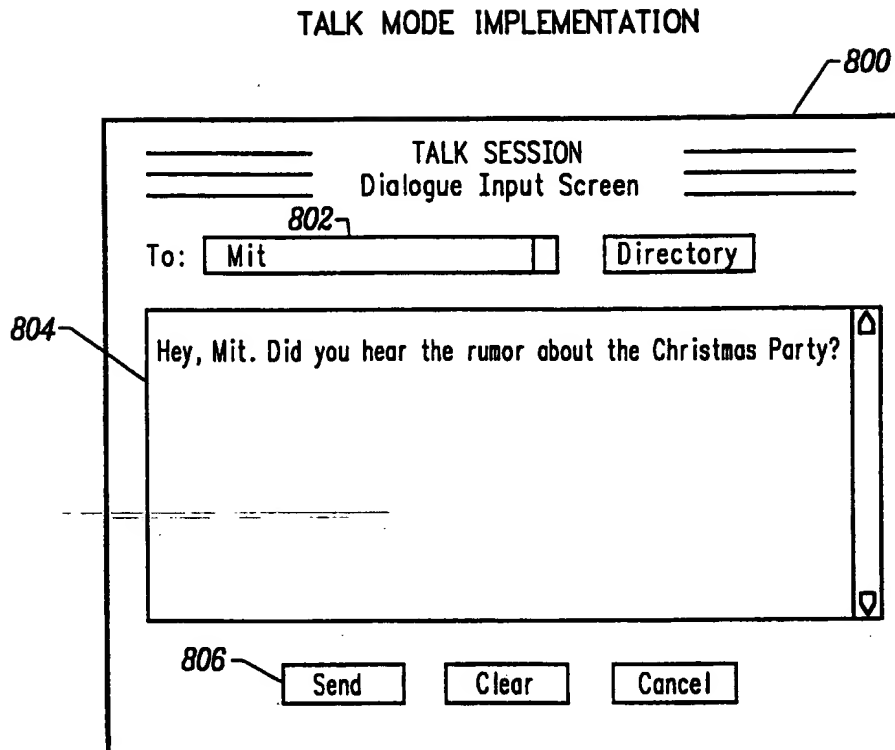 TALK MODE IMPLEMENTATION
800
TALK SESSION
Dialogue Input Screen
802
To: Mit Directory
804
Hey, Mit. Did you hear the rumor about the Christmas Party?
806
Send Clear Cancel